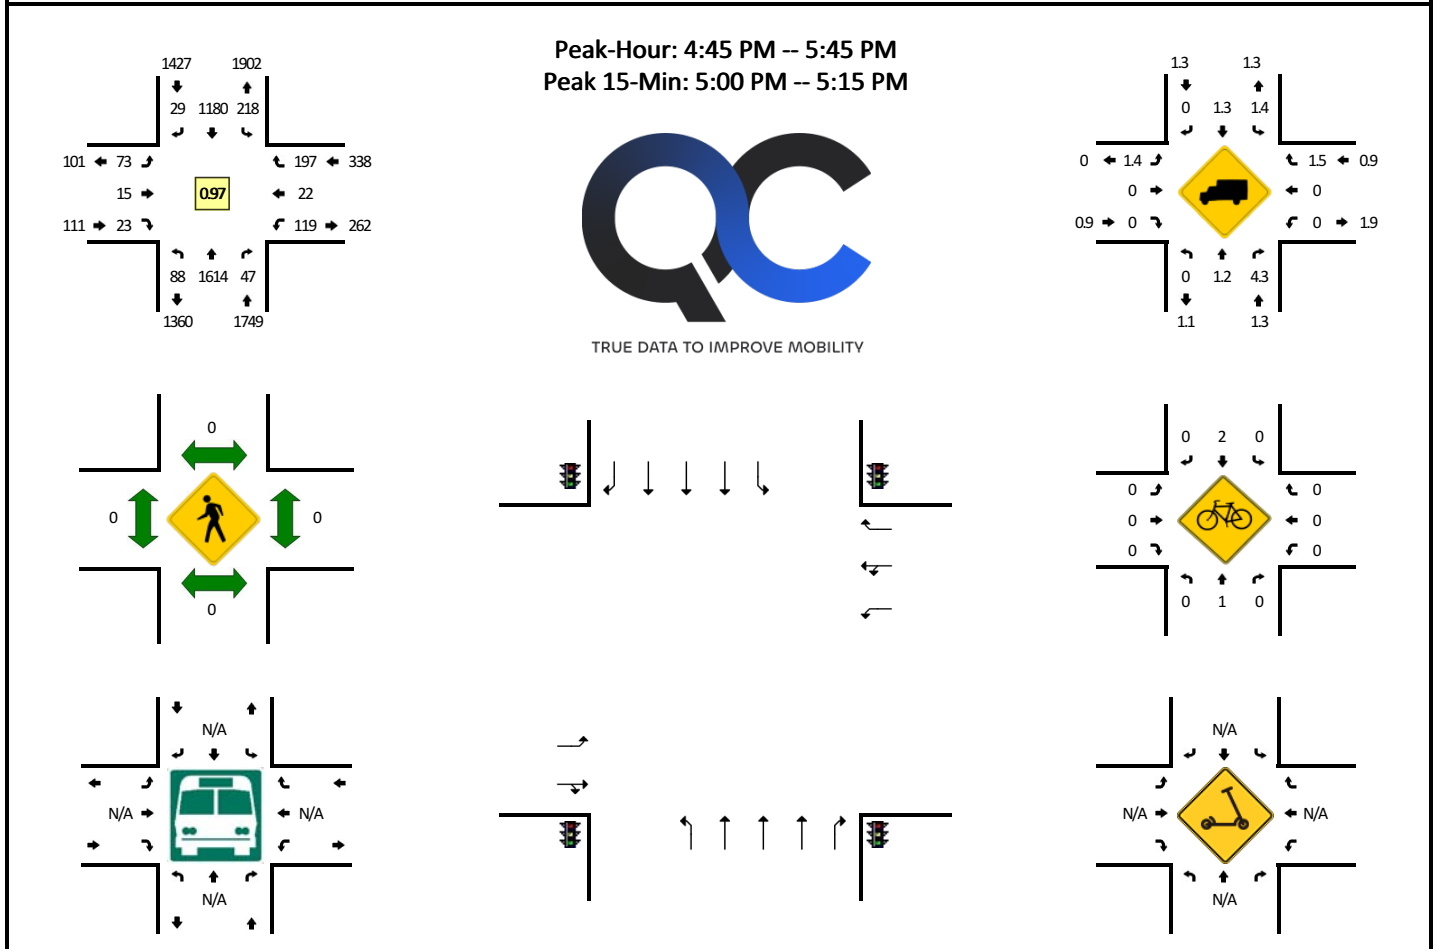 Peak-Hour: 4:45 PM -- 5:45 PM
Peak 15-Min: 5:00 PM -- 5:15 PM
1427 1902
29 1180 218
101 73 197 338
15 0.97 22
111 23 119 262
88 1614 47
1360 1749
QC
TRUE DATA TO IMPROVE MOBILITY
1.3 1.3
0 1.3 1.4
0 1.4 1.5 0.9
0 0
0.9 0 0 1.9
0 1.2 4.3
1.1 1.3
0
0 0
0
0 2 0
0 0
0 0
0 0
0 1 0
N/A
N/A N/A
N/A
N/A
N/A N/A
N/A